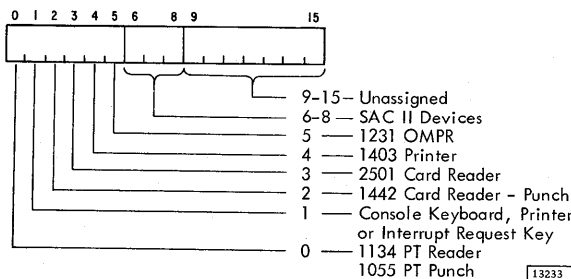 0 1 2 3 4 5 6 8 9 15
9-15 — Unassigned
6-8 — SAC II Devices
5 — 1231 OMPR
4 — 1403 Printer
3 — 2501 Card Reader
2 — 1442 Card Reader - Punch
1 — Console Keyboard, Printer
or Interrupt Request Key
0 — 1134 PT Reader
1055 PT Punch
13233